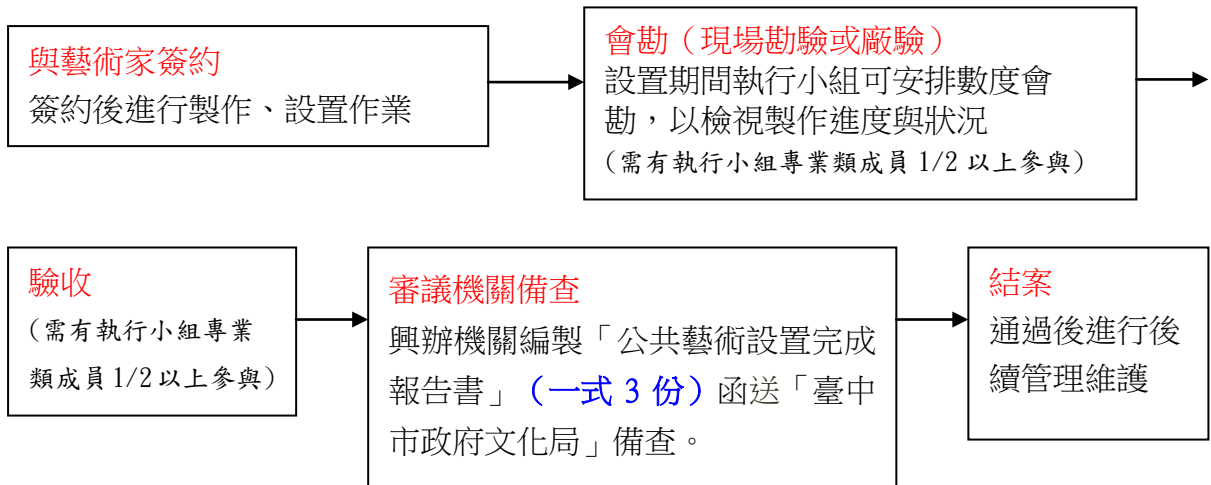 與藝術家簽約
簽約後進行製作、設置作業
會勘（現場勘驗或廠驗）
設置期間執行小組可安排數度會
勘，以檢視製作進度與狀況
(需有執行小組專業類成員 1/2 以上參與)
驗收
(需有執行小組專業
類成員 1/2 以上參與)
審議機關備查
興辦機關編製「公共藝術設置完成
報告書」（一式 3 份）函送「臺中
市政府文化局」備查。
結案
通過後進行後
續管理維護